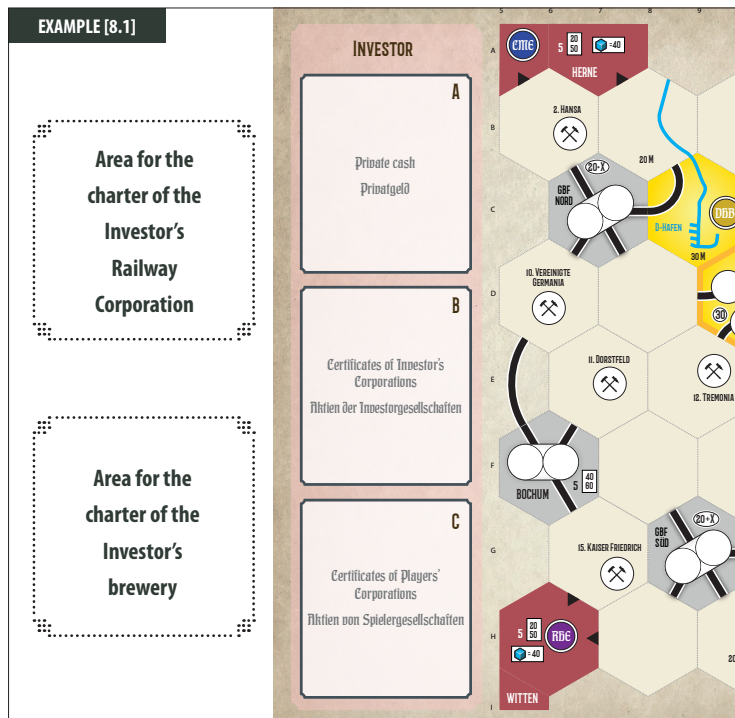 EXAMPLE [8.1]
Area for the
charter of the
Investor's
Railway
Corporation
Area for the
charter of the
Investor's
brewery
INVESTOR
A
Private cash
Privatgeld
B
Certificates of Investor's
Corporations
Aktien der Investorgesellschaften
C
Certificates of Players'
Corporations
Aktien von Spielergesellschaften
5 6 7 8 9
A
B
C
D
E
F
G
H
I
CME
5
20
50
=40
HERNE
2. HANSA
20 M
20+X
GBF
NORD
DBB
D-HAFEN
30 M
10. VEREINIGTE
GERMANIA
30
11. DORSTFELD
12. TREMONIA
BOCHUM
5
40
60
20+X
GBF
SÜD
15. KAISER FRIEDRICH
5
20
50
RHE
=40
20
WITTEN